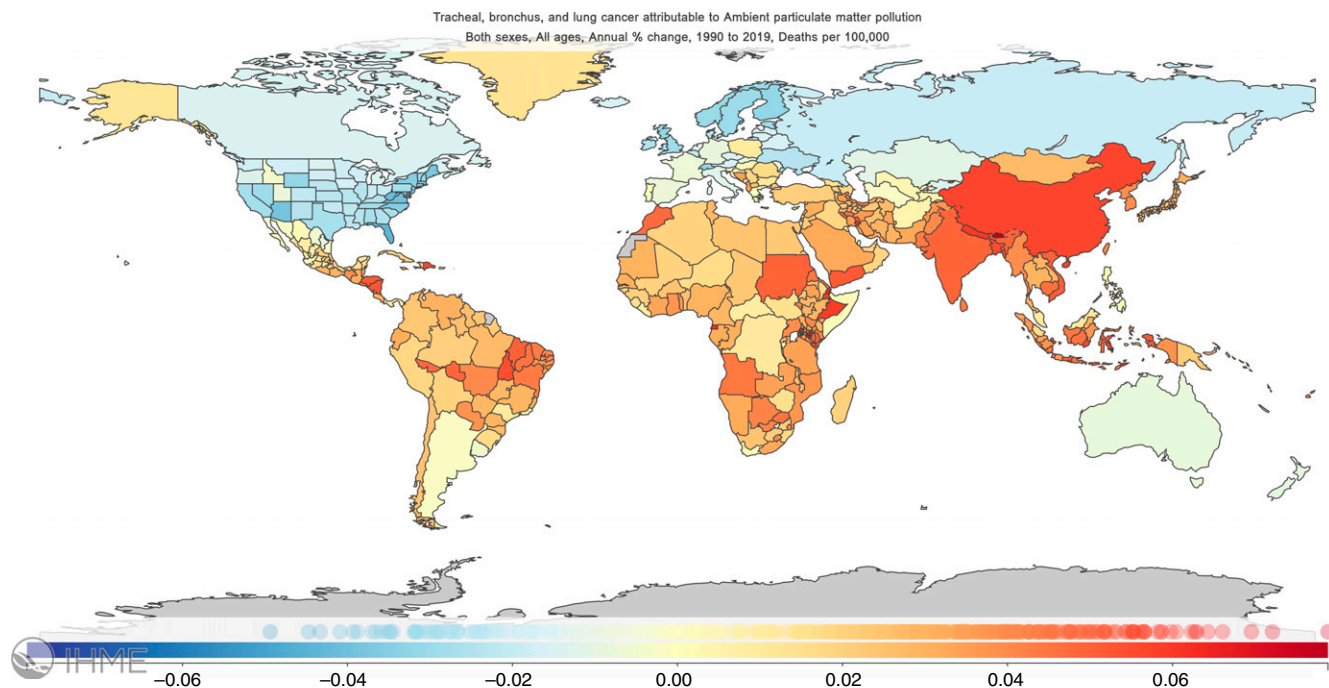 Tracheal, bronchus, and lung cancer attributable to Ambient particulate matter pollution
Both sexes, All ages, Annual % change, 1990 to 2019, Deaths per 100,000
IHME
−0.06 −0.04 −0.02 0.00 0.02 0.04 0.06